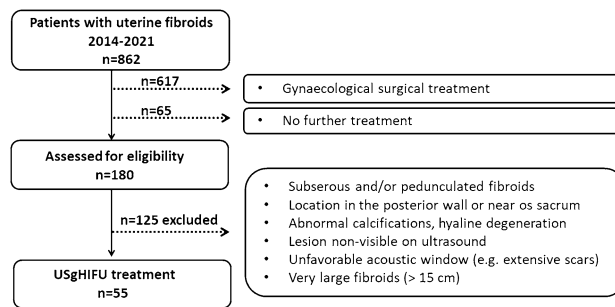 Patients with uterine fibroids
2014-2021
n=862
n=617
• Gynaecological surgical treatment
n=65
• No further treatment
Assessed for eligibility
n=180
n=125 excluded
• Subserous and/or pedunculated fibroids
• Location in the posterior wall or near os sacrum
• Abnormal calcifications, hyaline degeneration
• Lesion non-visible on ultrasound
• Unfavorable acoustic window (e.g. extensive scars)
• Very large fibroids (> 15 cm)
USgHIFU treatment
n=55